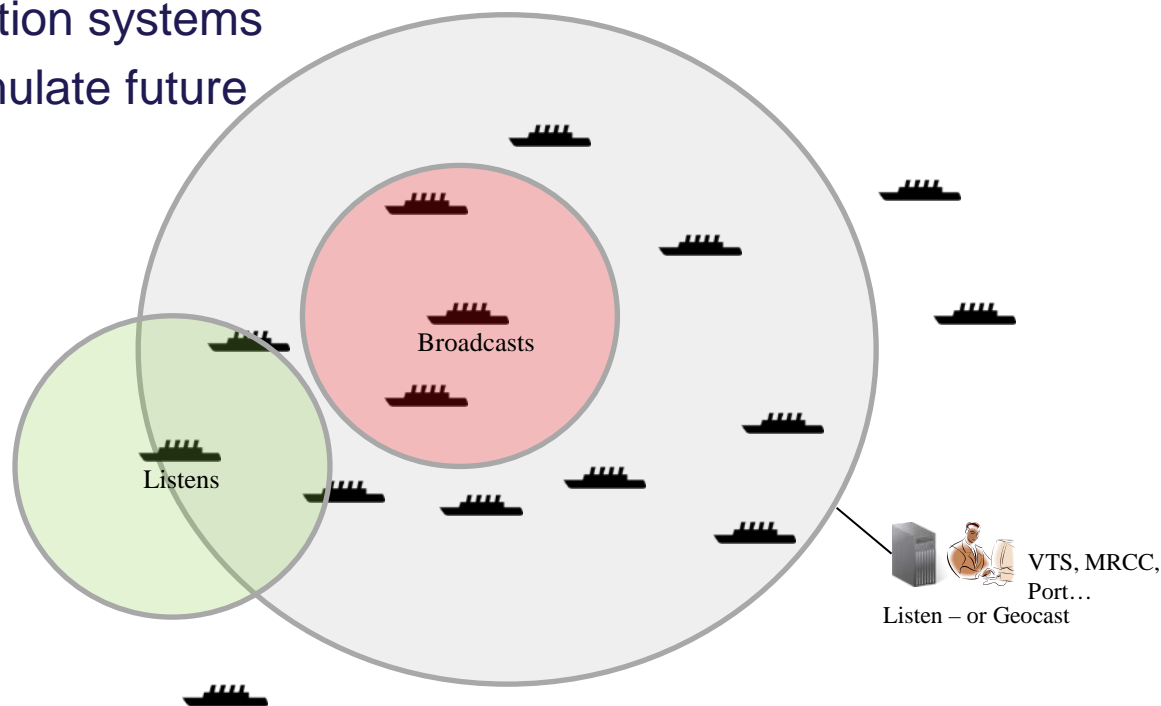 tion systems
nulate future
Broadcasts
Listens
VTS, MRCC,
Port…
Listen – or Geocast